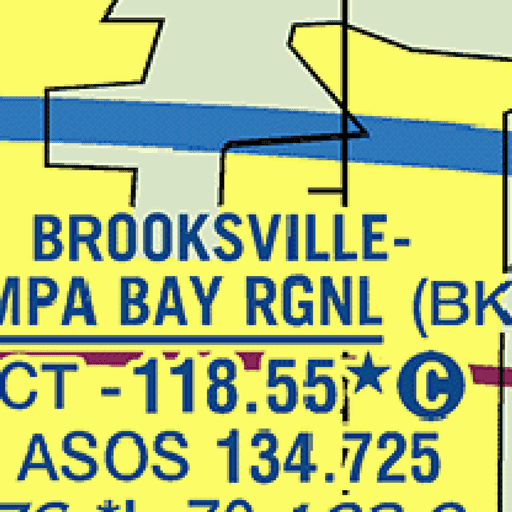 BROOKSVILLE-
MPA BAY RGNL (BK
CT -118.55★Ⓒ
ASOS 134.725